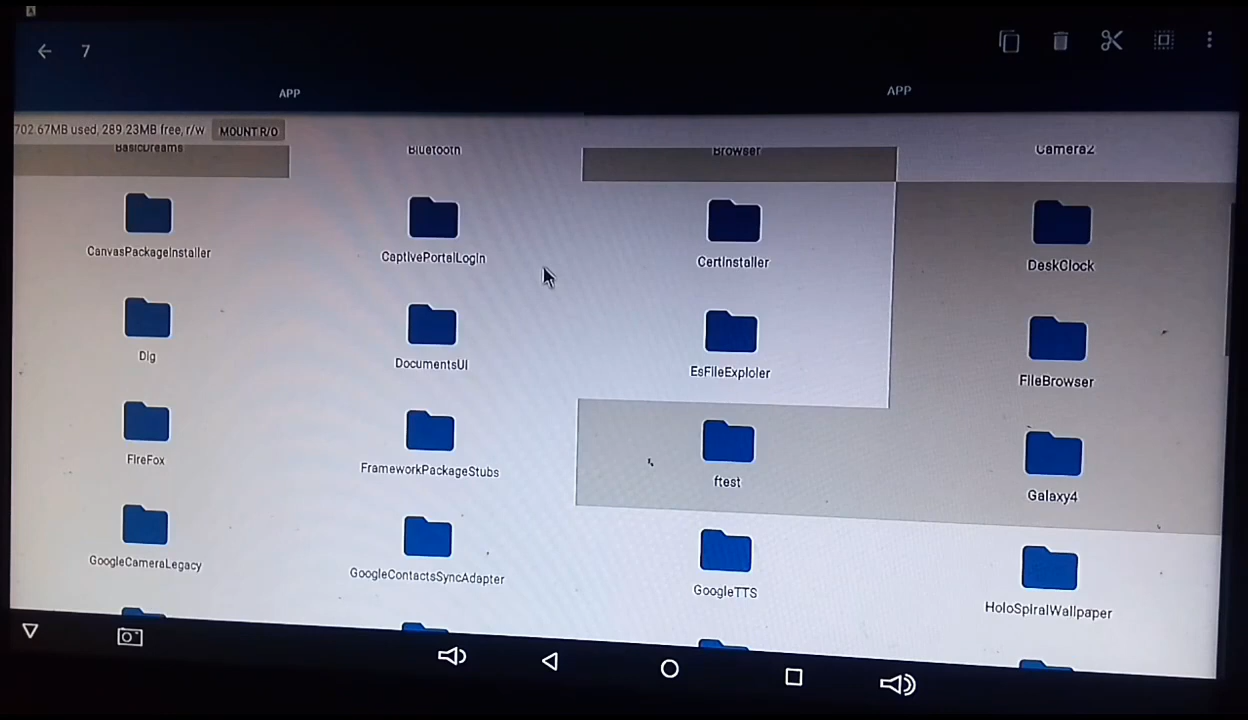 7
APP
APP
702.67MB used, 289.23MB free, r/w MOUNT R/O
BasicDreams
Bluetooth
Browser
Camera2
CanvasPackageInstaller
CaptivePortalLogin
CertInstaller
DeskClock
Dlg
DocumentsUI
EsFileExploler
FileBrowser
FireFox
FrameworkPackageStubs
ftest
Galaxy4
GoogleCameraLegacy
GoogleContactsSyncAdapter
GoogleTTS
HoloSpiralWallpaper